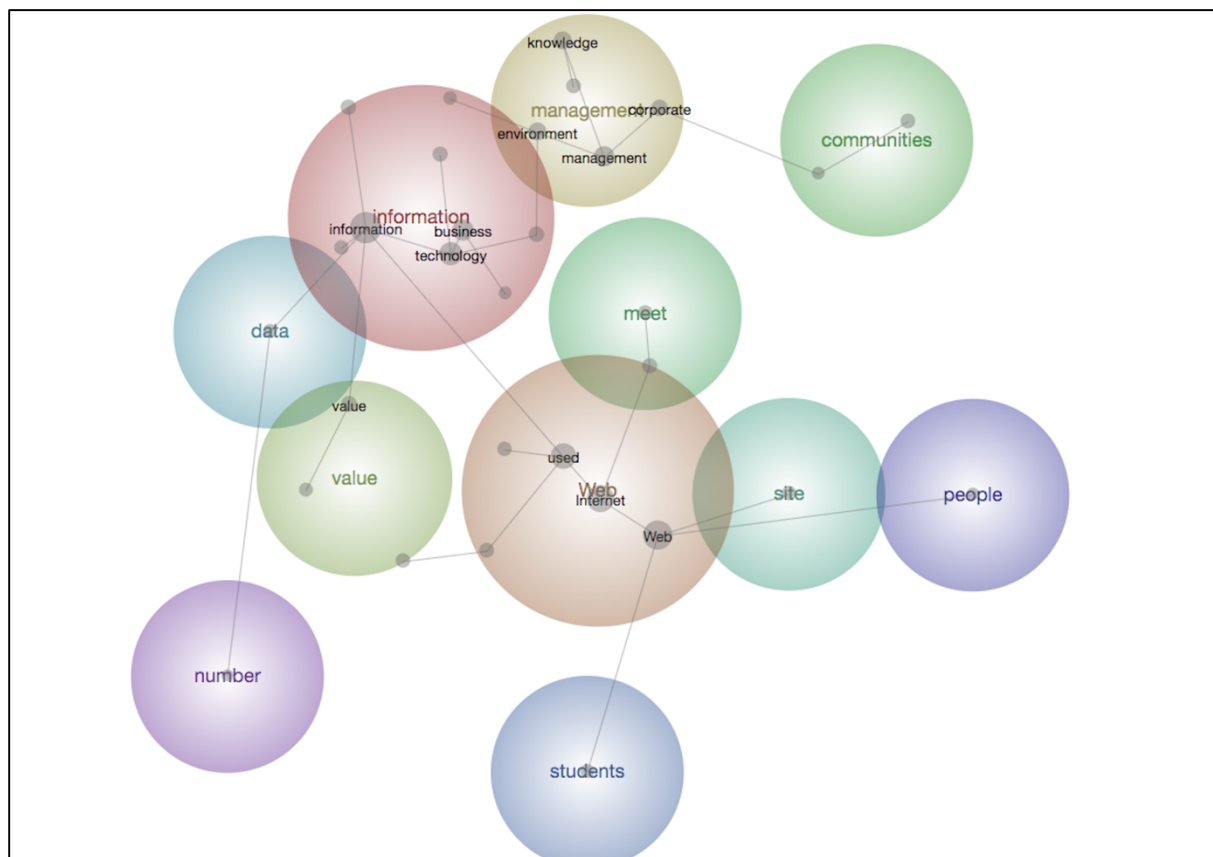 knowledge
management
corporate
environment
management
communities
information
information
business
technology
meet
data
value
used
value
Web
Internet
site
people
Web
number
students